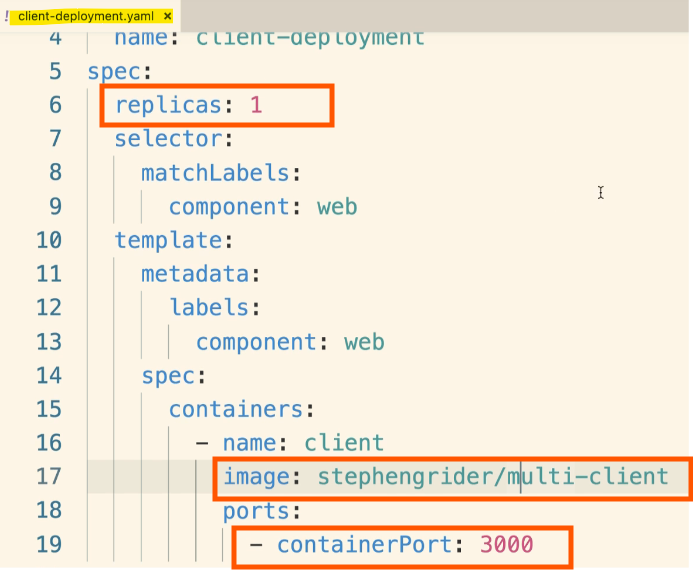 ! client-deployment.yaml ×
4 name: client-deployment
5 spec:
6 replicas: 1
7 selector:
8 matchLabels:
9 component: web
10 template:
11 metadata:
12 labels:
13 component: web
14 spec:
15 containers:
16 - name: client
17 image: stephengrider/multi-client
18 ports:
19 - containerPort: 3000